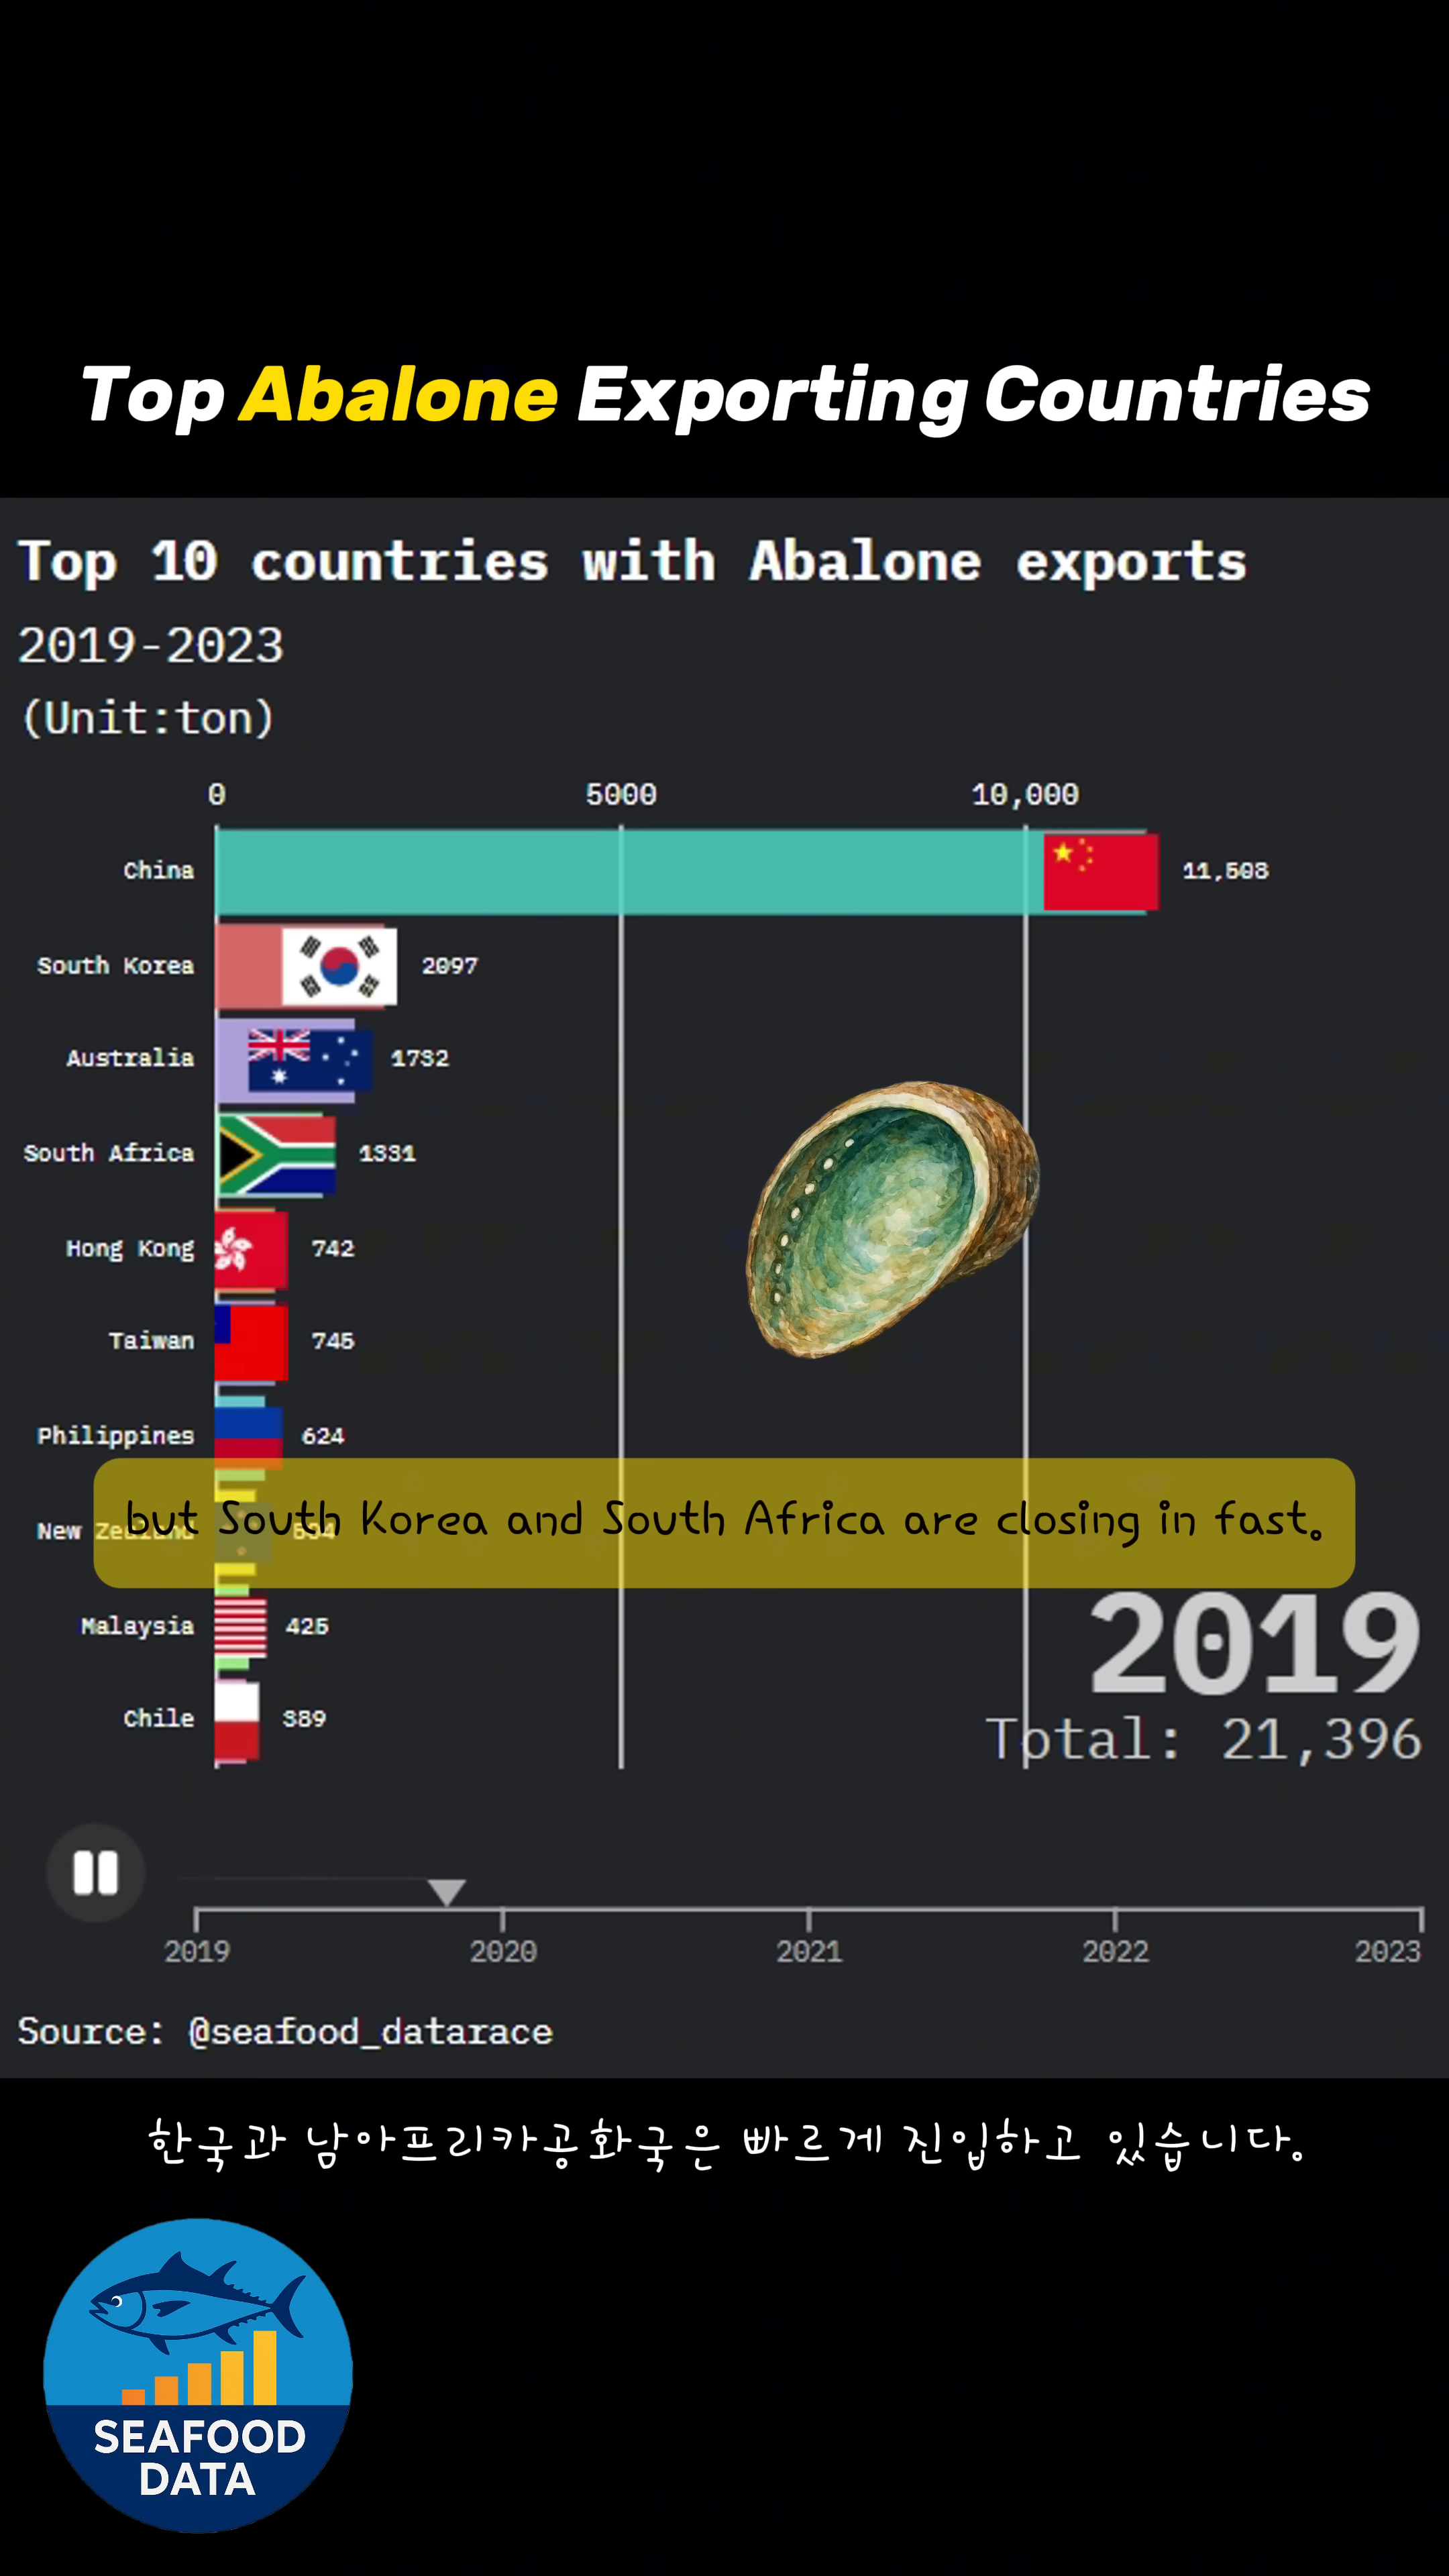 Top Abalone Exporting Countries
Top 10 countries with Abalone exports
2019-2023
(Unit:ton)
0 5000 10,000
China 11,508
South Korea 2097
Australia 1732
South Africa 1331
Hong Kong 742
Taiwan 745
Philippines 624
New Zealand
but South Korea and South Africa are closing in fast.
Malaysia 425
Chile 389
2019
Total: 21,396
2019 2020 2021 2022 2023
Source: @seafood_datarace
한국과 남아프리카공화국은 빠르게 진입하고 있습니다.
SEAFOOD
DATA